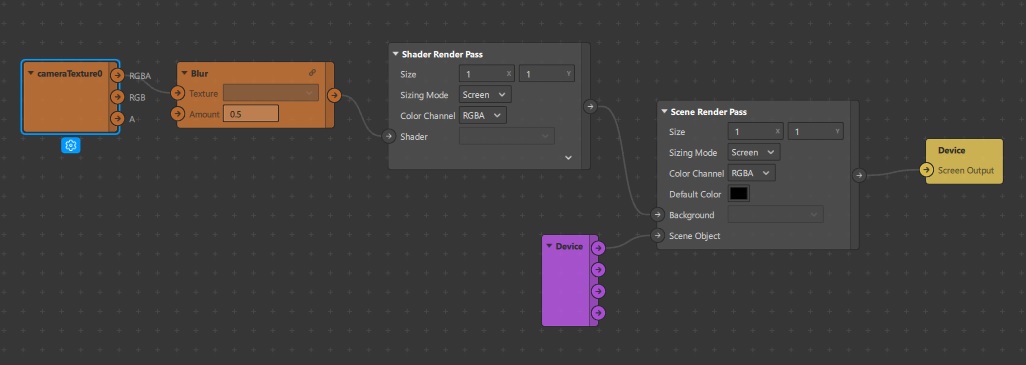 cameraTexture0
RGBA
RGB
A
Blur
Texture
Amount 0.5
Shader Render Pass
Size 1 X 1 Y
Sizing Mode Screen
Color Channel RGBA
Shader
Scene Render Pass
Size 1 X 1 Y
Sizing Mode Screen
Color Channel RGBA
Default Color
Background
Scene Object
Device
Device
Screen Output